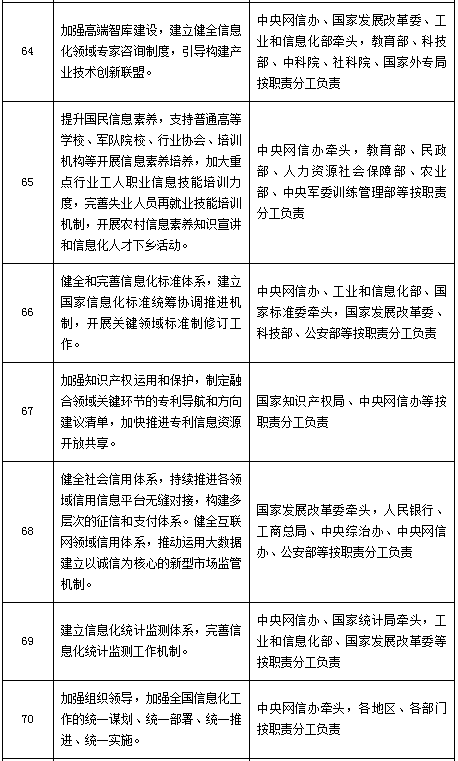 64
加强高端智库建设，建立健全信息
化领域专家咨询制度，引导构建产
业技术创新联盟。
中央网信办、国家发展改革委、工
业和信息化部牵头，教育部、科技
部、中科院、社科院、国家外专局
按职责分工负责
65
提升国民信息素养，支持普通高等
学校、军队院校、行业协会、培训
机构等开展信息素养培养，加大重
点行业工人职业信息技能培训力
度，完善失业人员再就业技能培训
机制，开展农村信息素养知识宣讲
和信息化人才下乡活动。
中央网信办牵头，教育部、民政
部、人力资源社会保障部、农业
部、中央军委训练管理部等按职责
分工负责
66
健全和完善信息化标准体系，建立
国家信息化标准统筹协调推进机
制，开展关键领域标准制修订工
作。
中央网信办、工业和信息化部、国
家标准委牵头，国家发展改革委、
科技部、公安部等按职责分工负责
67
加强知识产权运用和保护，制定融
合领域关键环节的专利导航和方向
建议清单，加快推进专利信息资源
开放共享。
国家知识产权局、中央网信办等按
职责分工负责
68
健全社会信用体系，持续推进各领
域信用信息平台无缝对接，构建多
层次的征信和支付体系。健全互联
网领域信用体系，推动运用大数据
建立以诚信为核心的新型市场监管
机制。
国家发展改革委牵头，人民银行、
工商总局、中央综治办、中央网信
办、公安部等按职责分工负责
69
建立信息化统计监测体系，完善信
息化统计监测工作机制。
中央网信办、国家统计局牵头，工
业和信息化部、国家发展改革委等
按职责分工负责
70
加强组织领导，加强全国信息化工
作的统一谋划、统一部署、统一推
进、统一实施。
中央网信办牵头，各地区、各部门
按职责分工负责